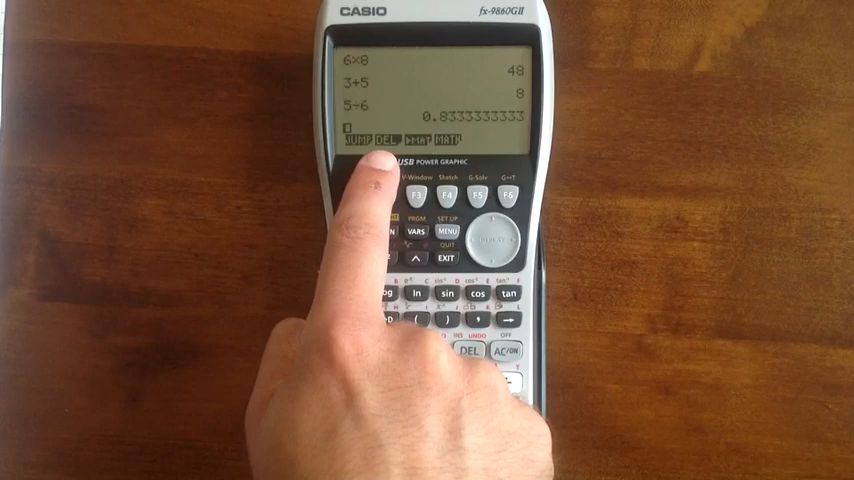 CASIO fx-9860GII
6×8
48
3+5
8
5÷6
0.8333333333
JUMP DEL ▶MAT MATH
USB POWER GRAPHIC
V-Window Sketch G-Solv G↔T
F3 F4 F5 F6
PRGM SET UP
N VARS MENU
DISPLAY
QUIT
^ EXIT
B C D E F
og ln sin cos tan
( ) , →
INS UNDO OFF
DEL AC/ON